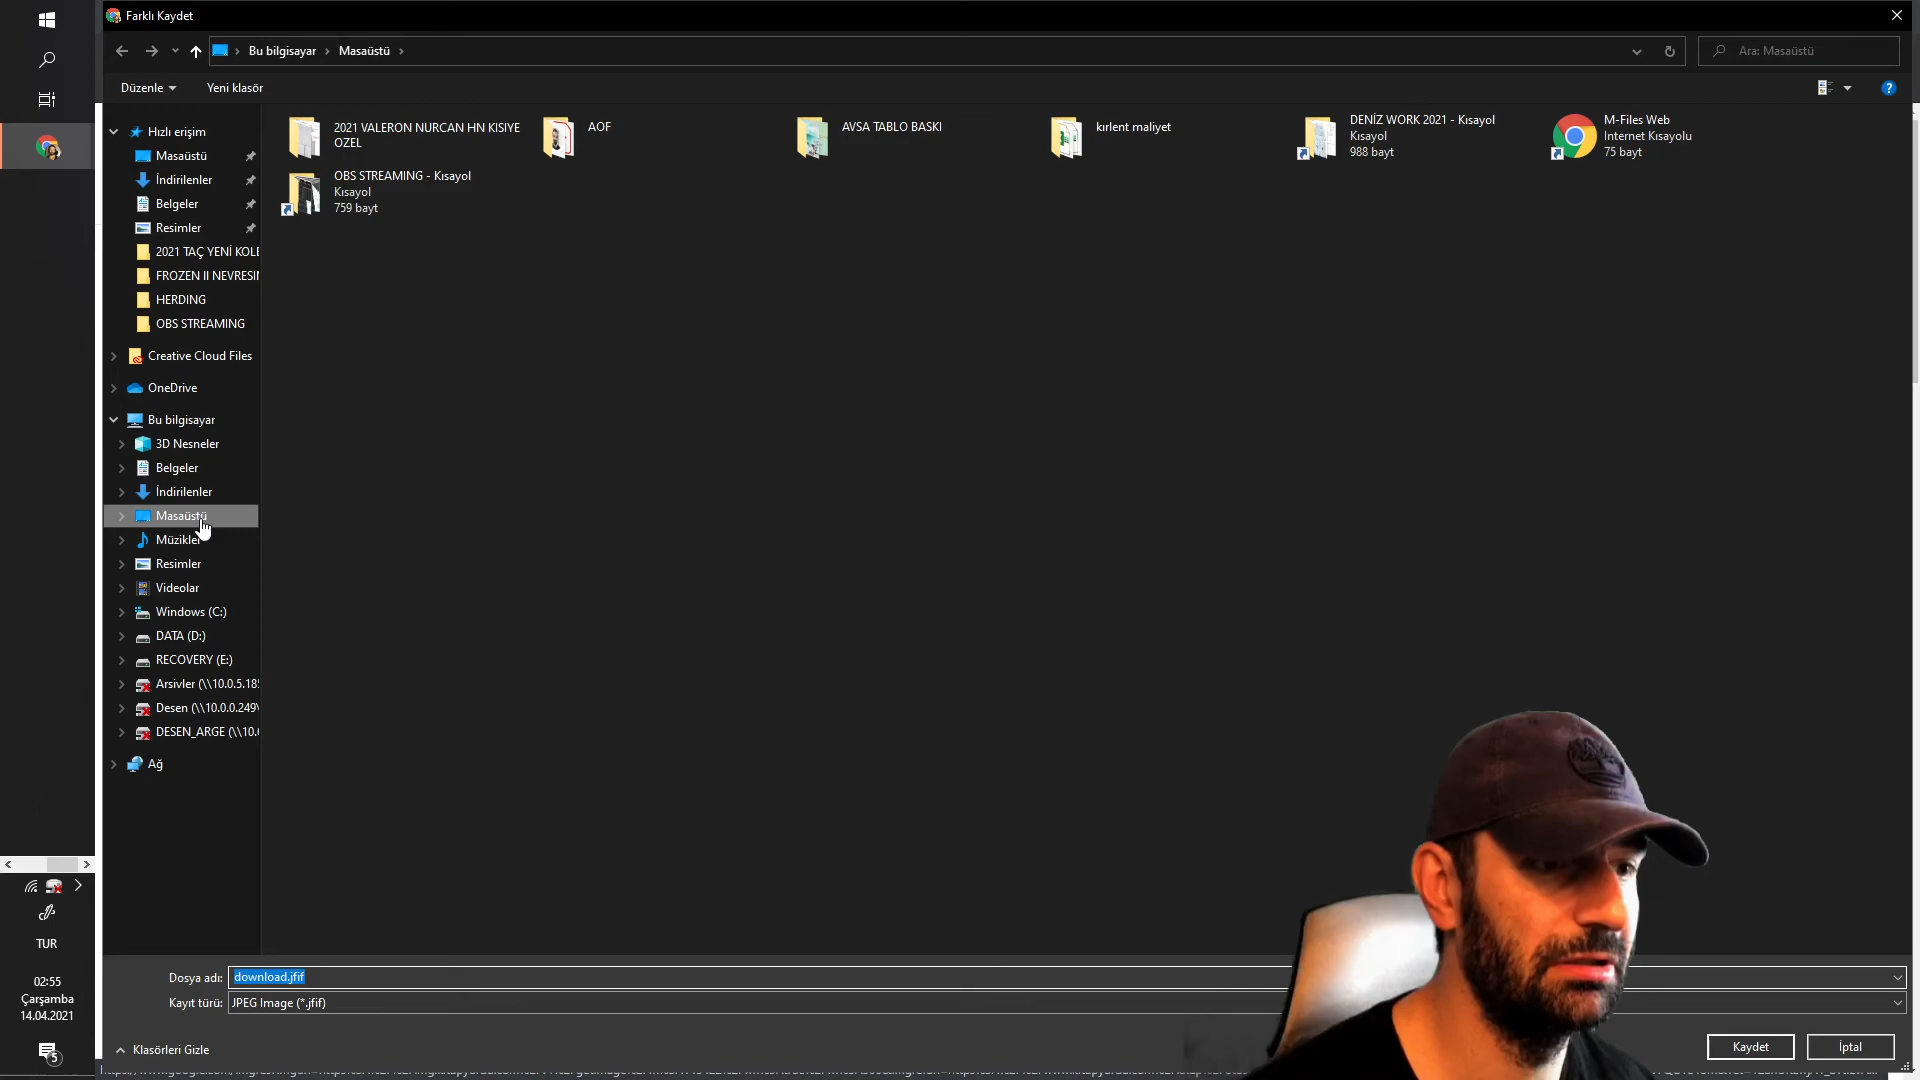 Farklı Kaydet
Bu bilgisayar
Masaüstü
Ara: Masaüstü
Düzenle
Yeni klasör
Hızlı erişim
Masaüstü
İndirilenler
Belgeler
Resimler
2021 TAÇ YENİ KOLE
FROZEN II NEVRESIM
HERDING
OBS STREAMING
Creative Cloud Files
OneDrive
Bu bilgisayar
3D Nesneler
Belgeler
İndirilenler
Masaüstü
Müzikler
Resimler
Videolar
Windows (C:)
DATA (D:)
RECOVERY (E:)
Arsivler (\\10.0.5.185
Desen (\\10.0.0.249\
DESEN_ARGE (\\10.
Ağ
2021 VALERON NURCAN HN KISIYE
OZEL
AOF
AVSA TABLO BASKI
kırlent maliyet
DENİZ WORK 2021 - Kısayol
Kısayol
988 bayt
M-Files Web
Internet Kısayolu
75 bayt
OBS STREAMING - Kısayol
Kısayol
759 bayt
Dosya adı:
download.jfif
Kayıt türü:
JPEG Image (*.jfif)
Klasörleri Gizle
Kaydet
İptal
TUR
02:55
Çarşamba
14.04.2021
5